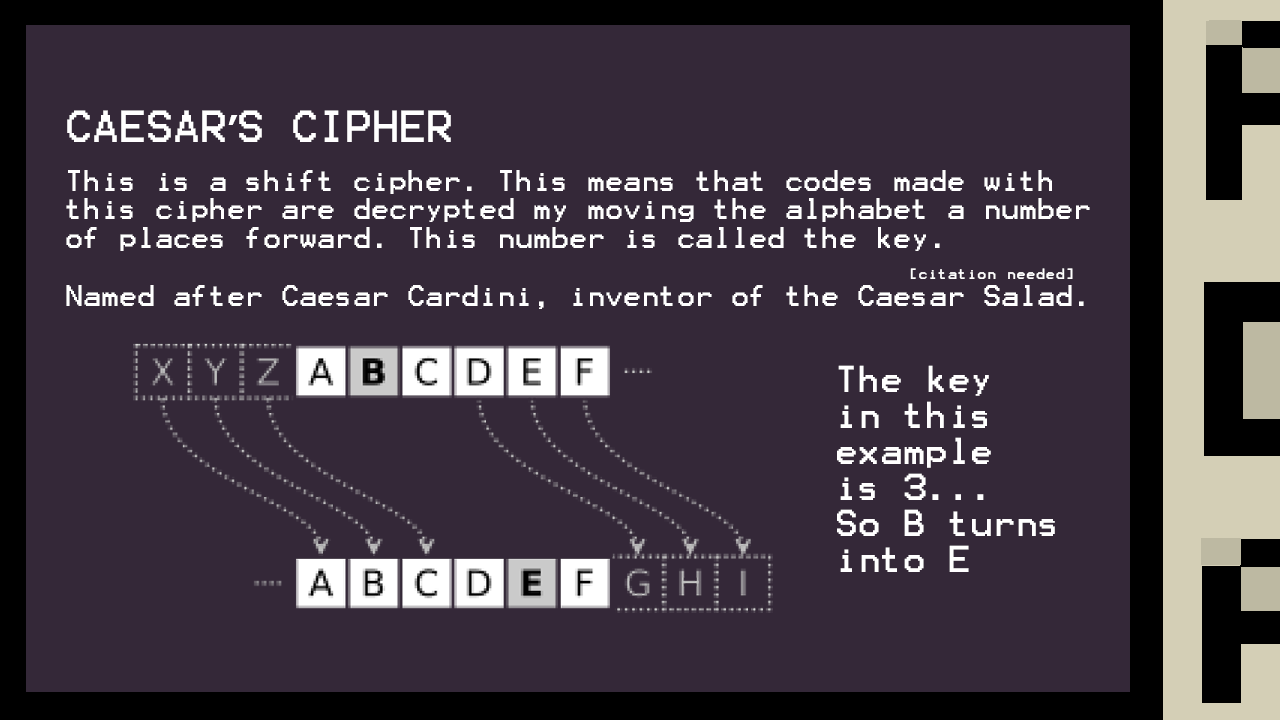 CAESAR'S CIPHER
This is a shift cipher. This means that codes made with
this cipher are decrypted my moving the alphabet a number
of places forward. This number is called the key.
[citation needed]
Named after Caesar Cardini, inventor of the Caesar Salad.
X Y Z A B C D E F ....
.... A B C D E F G H I
The key
in this
example
is 3...
So B turns
into E